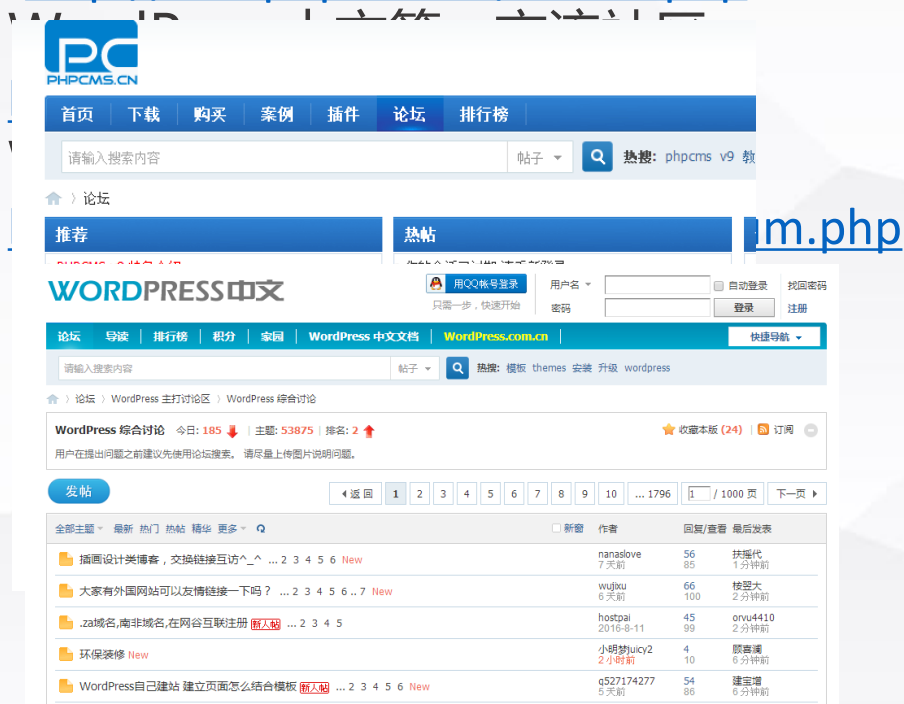 PHPCMS.CN
首页 下载 购买 案例 插件 论坛 排行榜
请输入搜索内容 帖子 热搜: phpcms v9 教
论坛
um.php
推荐 热帖
WORDPRESS中文
用QQ帐号登录 用户名 自动登录 找回密码
只需一步，快速开始 密码 登录 注册
论坛 导读 排行榜 积分 家园 WordPress 中文文档 WordPress.com.cn 快捷导航
请输入搜索内容 帖子 热搜: 模板 themes 安装 升级 wordpress
论坛 〉 WordPress 主打讨论区 〉 WordPress 综合讨论
WordPress 综合讨论 今日: 185 | 主题: 53875 | 排名: 2 收藏本版 (24) | 订阅
用户在提出问题之前建议先使用论坛搜索。 请尽量上传图片说明问题。
发帖 返回 1 2 3 4 5 6 7 8 9 10 ... 1796 1 / 1000 页 下一页
全部主题 最新 热门 热帖 精华 更多 新窗 作者 回复/查看 最后发表
插画设计类博客，交换链接互访^_^ ...2 3 4 5 6 New nanaslove 56 扶摇代
7 天前 85 1 分钟前
大家有外国网站可以友情链接一下吗？ ...2 3 4 5 6..7 New wujixu 66 桉翌大
6 天前 100 2 分钟前
.za域名,南非域名,在网谷互联注册 新人帖 ...2 3 4 5 hostpai 45 orvu4410
2016-8-11 99 2 分钟前
环保装修 New 小明梦juicy2 4 顾喜澜
2 小时前 10 6 分钟前
WordPress自己建站 建立页面怎么结合模板 新人帖 ...2 3 4 5 6 New q527174277 54 建宝增
5 天前 86 6 分钟前